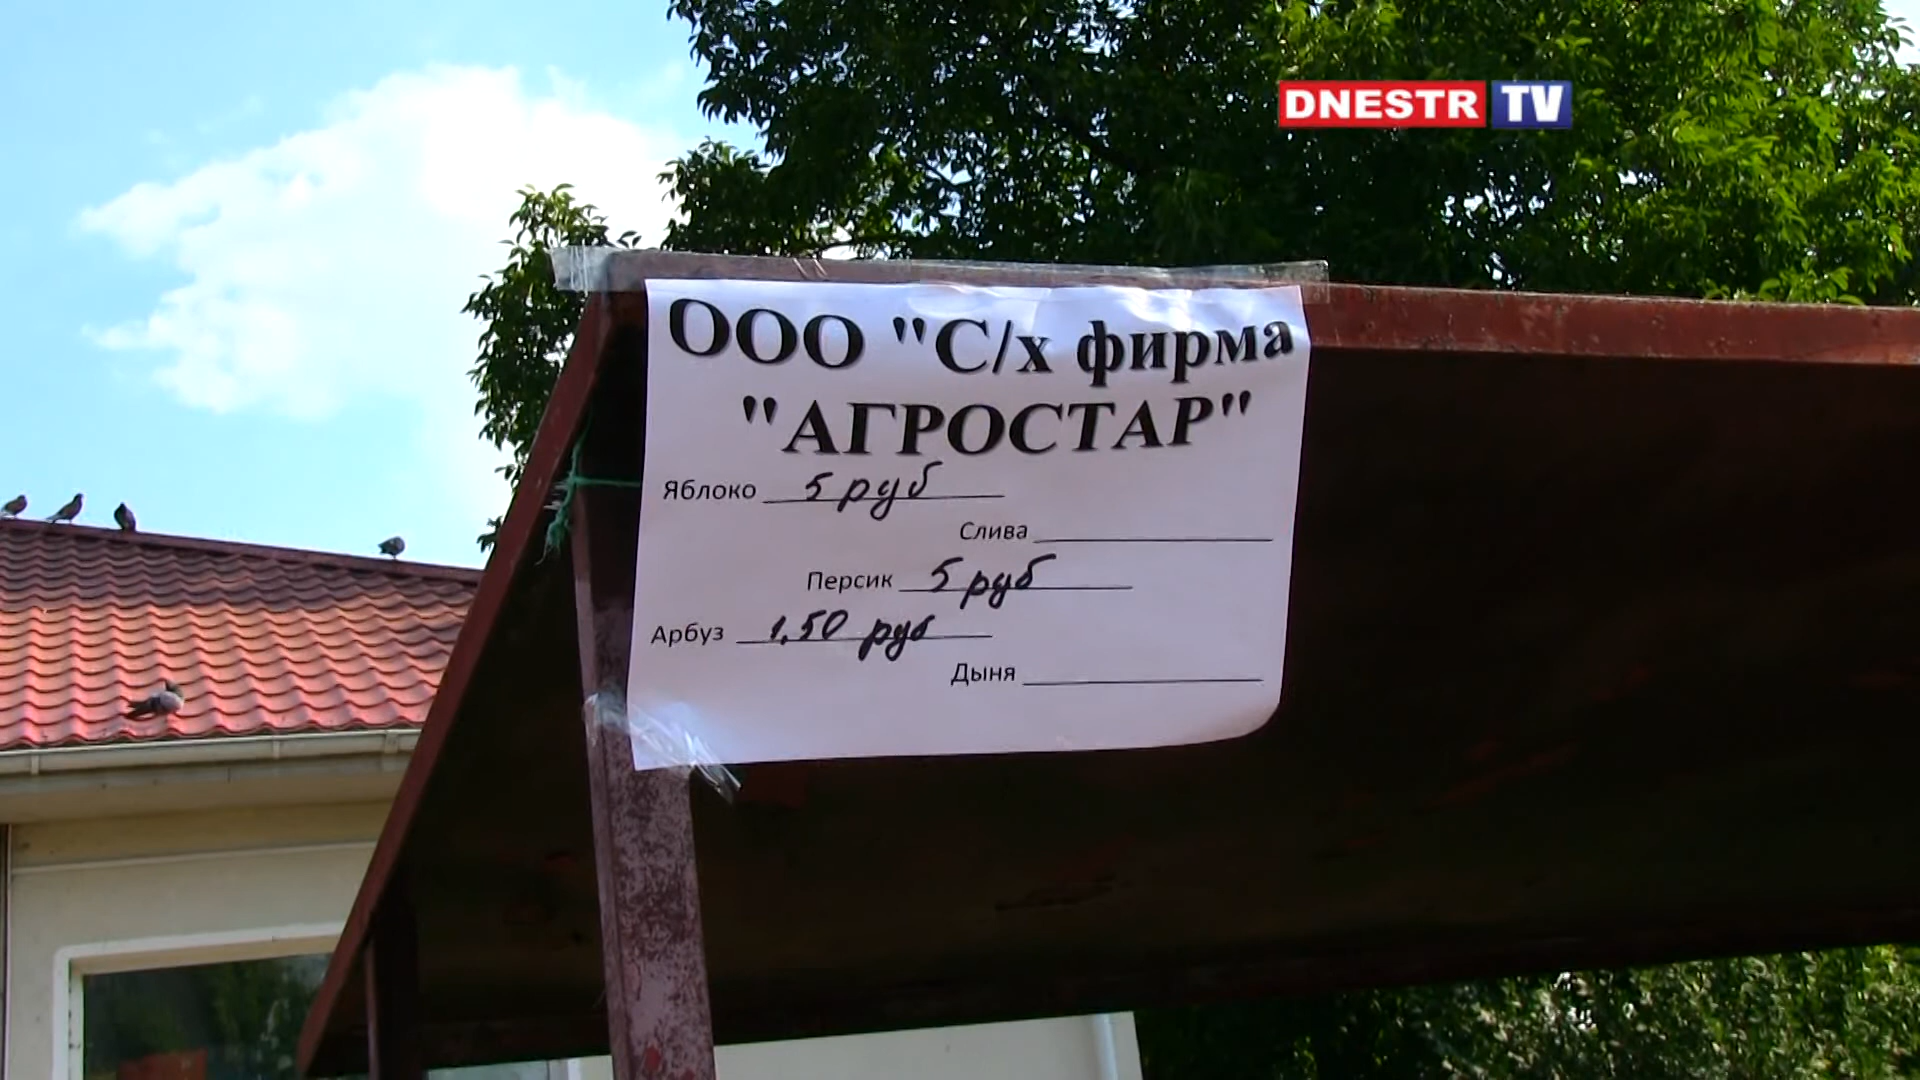 DNESTR TV
ООО "С/х фирма
"АГРОСТАР"
Яблоко 5 руб
Слива
Персик 5 руб
Арбуз 1,50 руб
Дыня